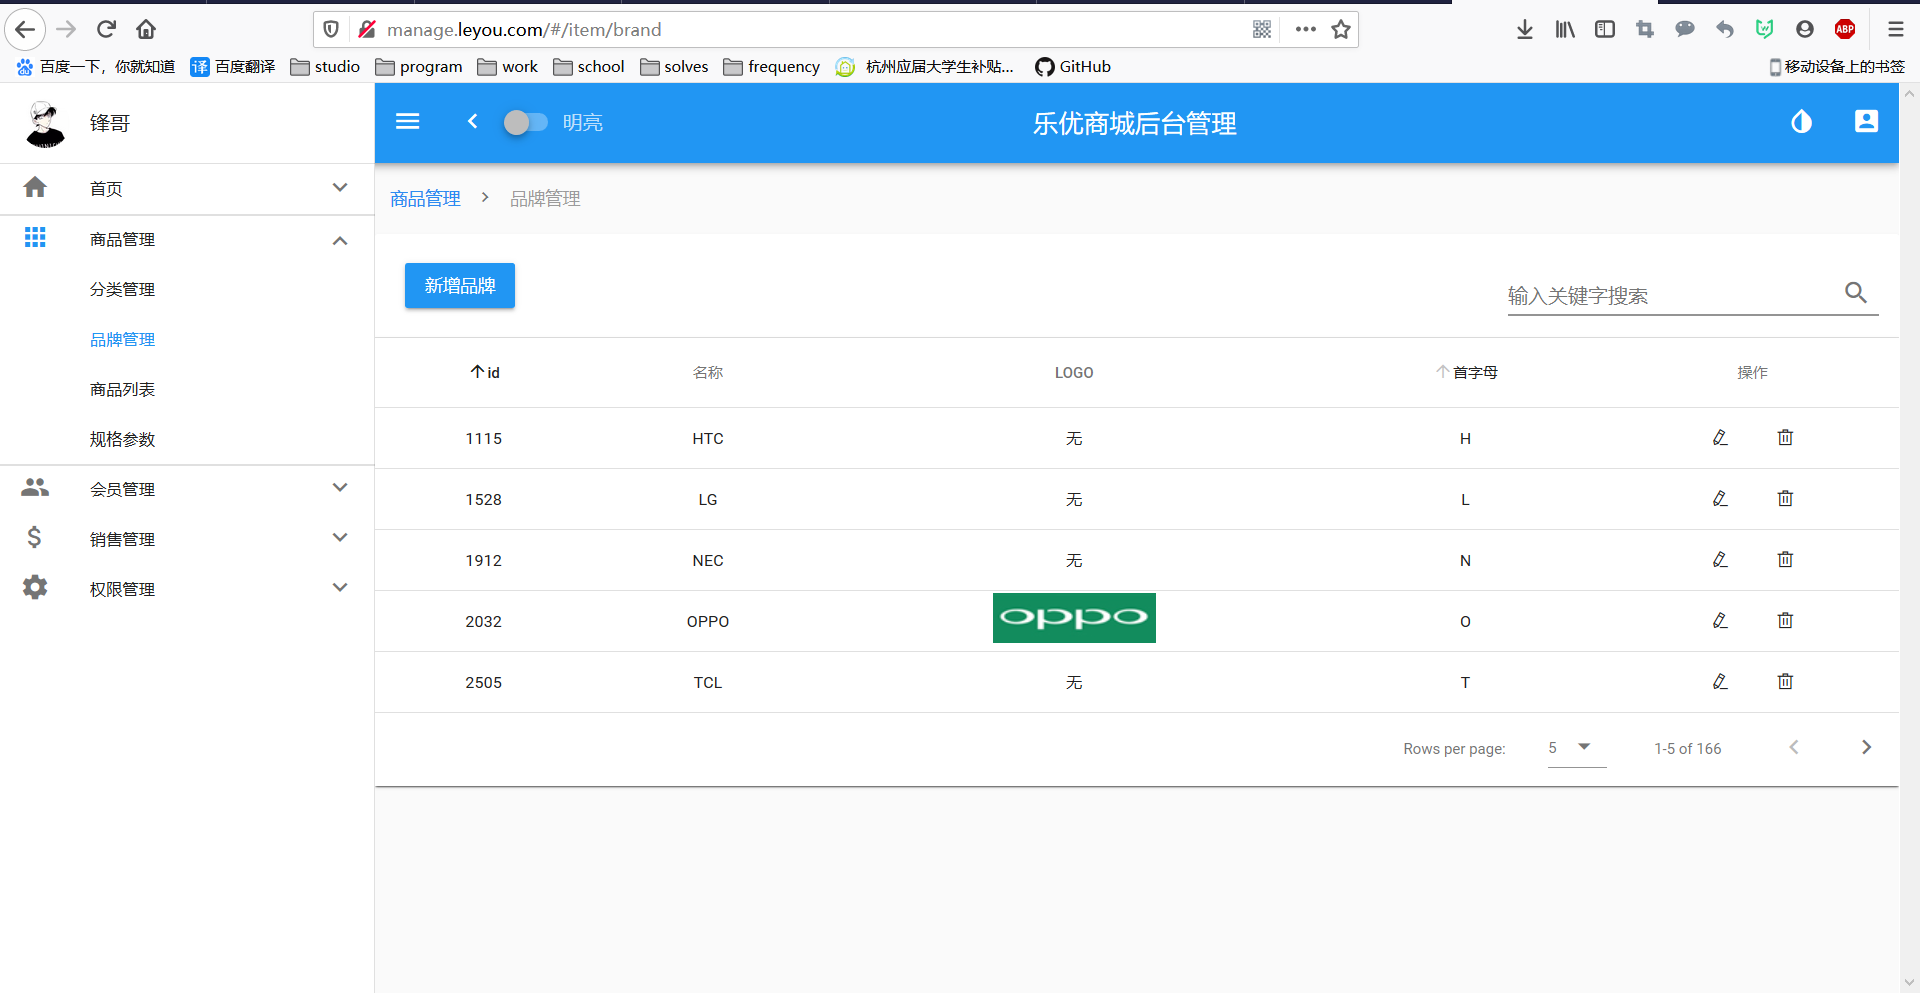 manage.leyou.com/#/item/brand
ABP
百度一下，你就知道 译 百度翻译 studio program work school solves frequency 杭州应届大学生补贴... GitHub 移动设备上的书签
锋哥
明亮
乐优商城后台管理
首页
商品管理
分类管理
品牌管理
商品列表
规格参数
会员管理
销售管理
权限管理
商品管理 > 品牌管理
新增品牌
输入关键字搜索
id 名称 LOGO 首字母 操作
1115 HTC 无 H
1528 LG 无 L
1912 NEC 无 N
2032 OPPO oppo O
2505 TCL 无 T
Rows per page: 5 1-5 of 166